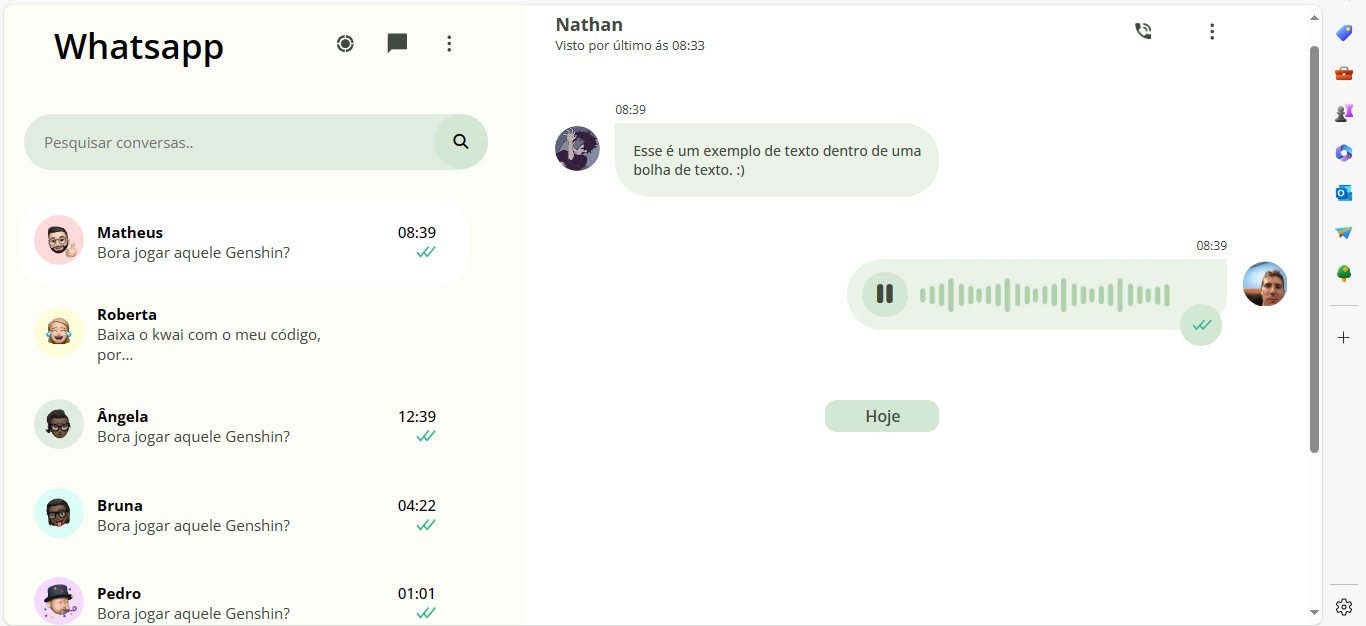 Whatsapp
Pesquisar conversas..
Matheus
08:39
Bora jogar aquele Genshin?
Roberta
Baixa o kwai com o meu código,
por...
Ângela
12:39
Bora jogar aquele Genshin?
Bruna
04:22
Bora jogar aquele Genshin?
Pedro
01:01
Bora jogar aquele Genshin?
Nathan
Visto por último ás 08:33
08:39
Esse é um exemplo de texto dentro de uma
bolha de texto. :)
08:39
Hoje